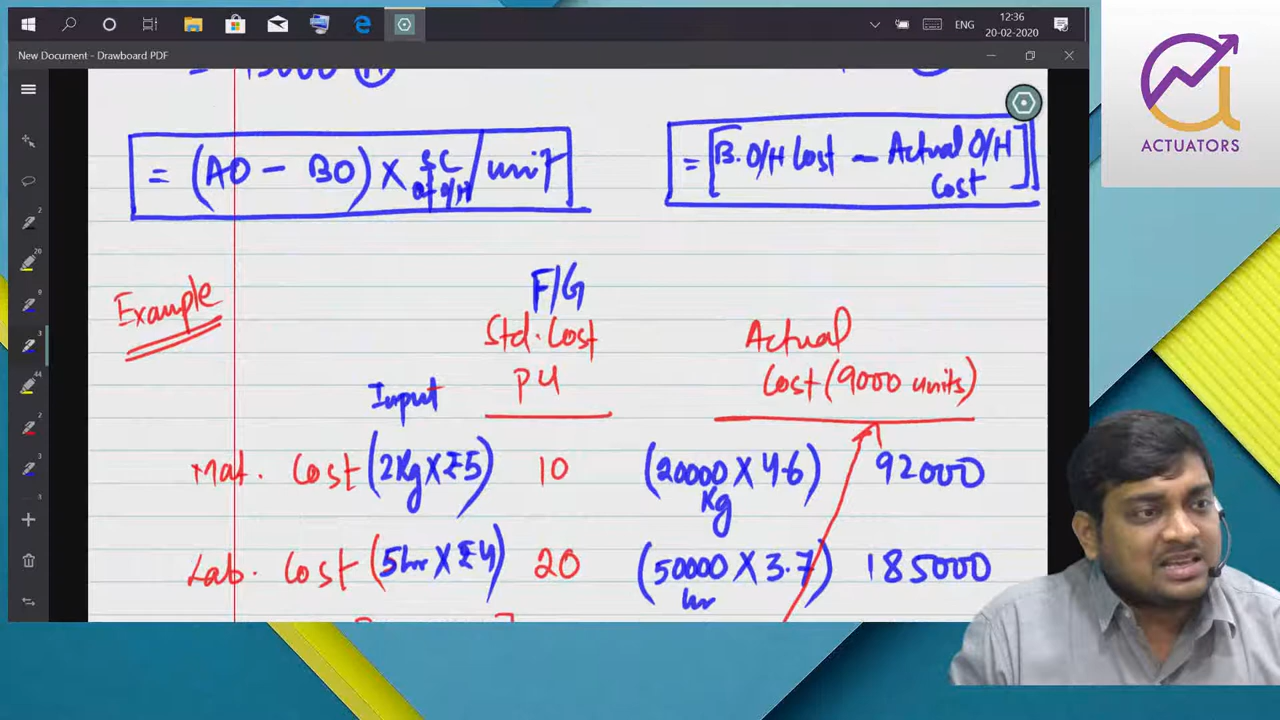 ENG
12:36
20-02-2020
New Document - Drawboard PDF
ACTUATORS
= 15000
= (AO - BO) × SC of O/H / unit
= [B.O/H Cost - Actual O/H Cost]
Example
F/G
Std. Cost
PU
Actual
Cost (9000 units)
Input
Mat. Cost (2Kg×₹5) 10 (20000 × 4.6) 92000
Kg
Lab. Cost (5hr×₹4) 20 (50000 × 3.7) 185000
hr